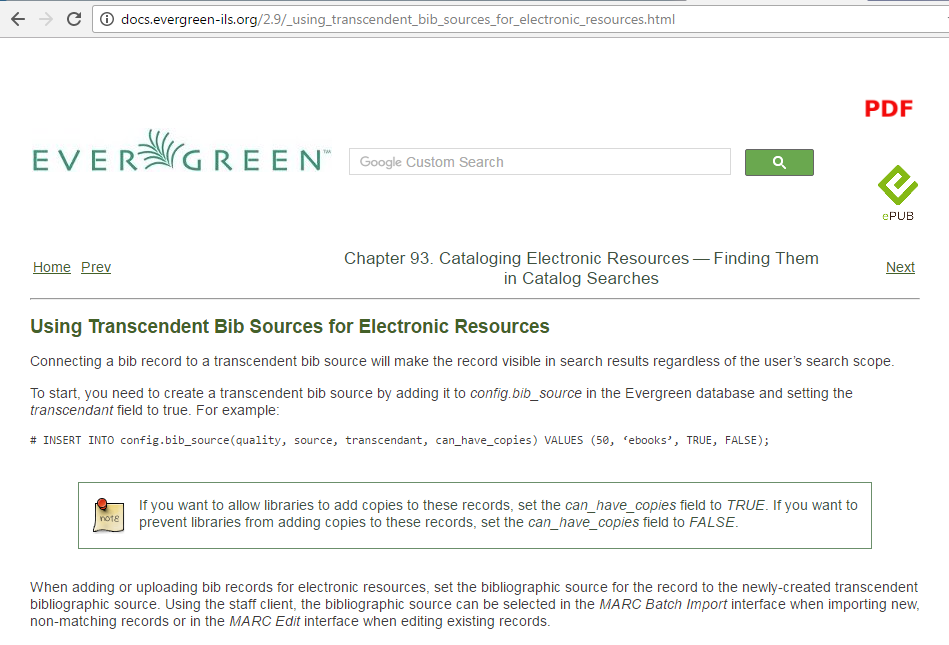 docs.evergreen-ils.org/2.9/_using_transcendent_bib_sources_for_electronic_resources.html
PDF
EVERGREEN™
Google Custom Search
ePUB
Home Prev
Chapter 93. Cataloging Electronic Resources — Finding Them
in Catalog Searches
Next
Using Transcendent Bib Sources for Electronic Resources
Connecting a bib record to a transcendent bib source will make the record visible in search results regardless of the user’s search scope.
To start, you need to create a transcendent bib source by adding it to config.bib_source in the Evergreen database and setting the
transcendant field to true. For example:
# INSERT INTO config.bib_source(quality, source, transcendant, can_have_copies) VALUES (50, ‘ebooks’, TRUE, FALSE);
note
If you want to allow libraries to add copies to these records, set the can_have_copies field to TRUE. If you want to
prevent libraries from adding copies to these records, set the can_have_copies field to FALSE.
When adding or uploading bib records for electronic resources, set the bibliographic source for the record to the newly-created transcendent
bibliographic source. Using the staff client, the bibliographic source can be selected in the MARC Batch Import interface when importing new,
non-matching records or in the MARC Edit interface when editing existing records.